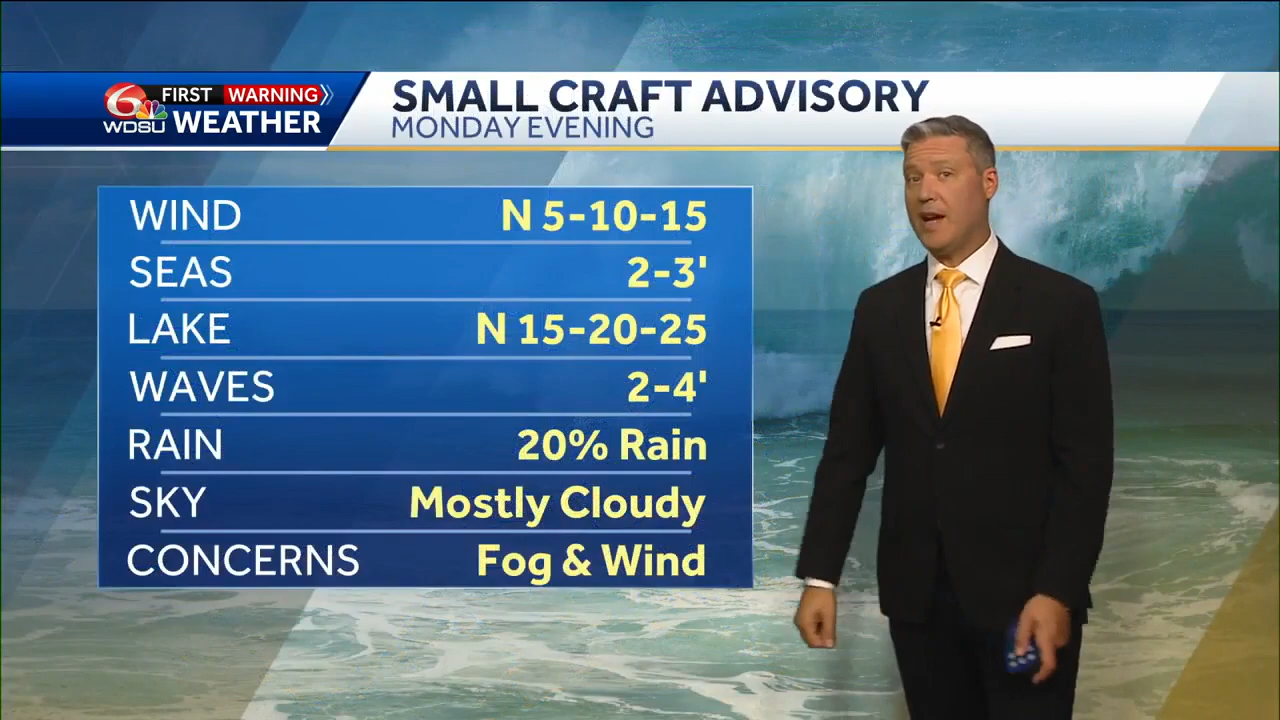 6
WDSU
FIRST WARNING
WEATHER
SMALL CRAFT ADVISORY
MONDAY EVENING
WIND N 5-10-15
SEAS 2-3'
LAKE N 15-20-25
WAVES 2-4'
RAIN 20% Rain
SKY Mostly Cloudy
CONCERNS Fog & Wind